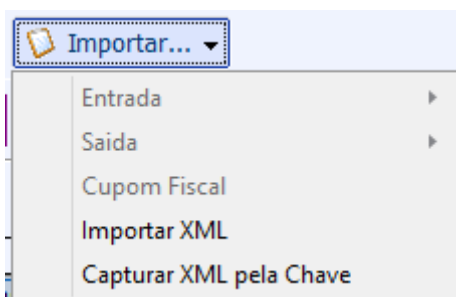 Importar...
Entrada
Saida
Cupom Fiscal
Importar XML
Capturar XML pela Chave